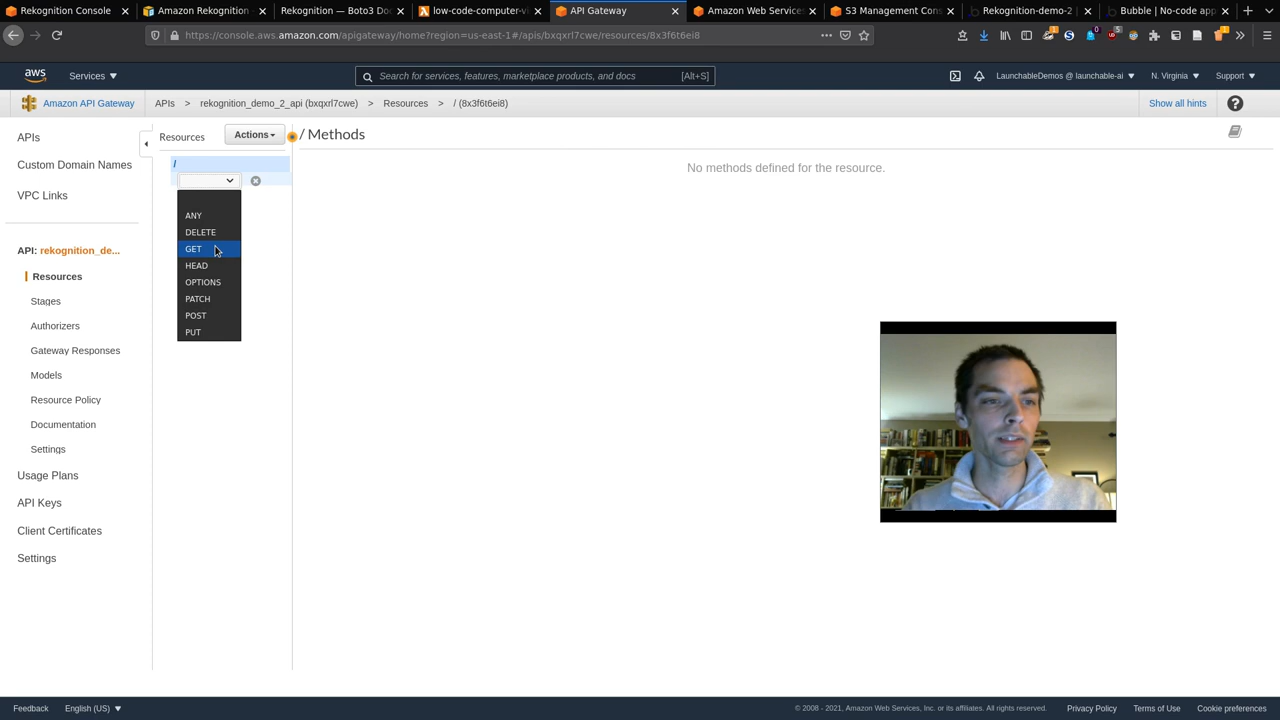 Rekognition Console
Amazon Rekognition
Rekognition — Boto3 Do
low-code-computer-vi
API Gateway
Amazon Web Services
S3 Management Con
Rekognition-demo-2
Bubble | No-code app
https://console.aws.amazon.com/apigateway/home?region=us-east-1#/apis/bxqxrl7cwe/resources/8x3f6t6ei8
aws
Services
Search for services, features, marketplace products, and docs
[Alt+S]
LaunchableDemos @ launchable-ai
N. Virginia
Support
Amazon API Gateway
APIs > rekognition_demo_2_api (bxqxrl7cwe) > Resources > / (8x3f6t6ei8)
Show all hints
APIs
Custom Domain Names
VPC Links
API: rekognition_de...
Resources
Stages
Authorizers
Gateway Responses
Models
Resource Policy
Documentation
Settings
Usage Plans
API Keys
Client Certificates
Settings
Resources
Actions
/
ANY
DELETE
GET
HEAD
OPTIONS
PATCH
POST
PUT
/ Methods
No methods defined for the resource.
Feedback
English (US)
© 2008 - 2021, Amazon Web Services, Inc. or its affiliates. All rights reserved.
Privacy Policy
Terms of Use
Cookie preferences